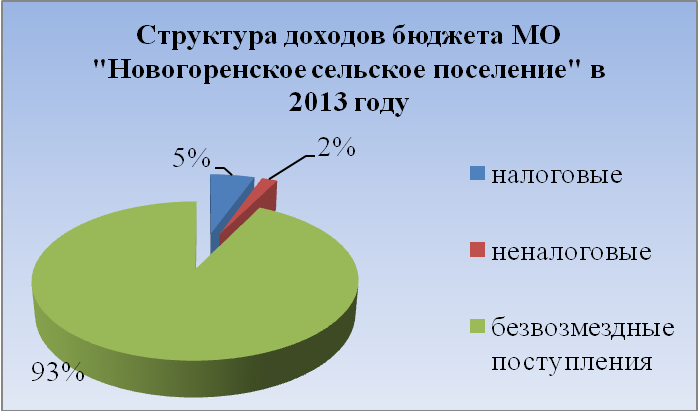 Структура доходов бюджета МО
"Новогоренское сельское поселение" в
2013 году
5%
2%
93%
налоговые
неналоговые
безвозмездные
поступления